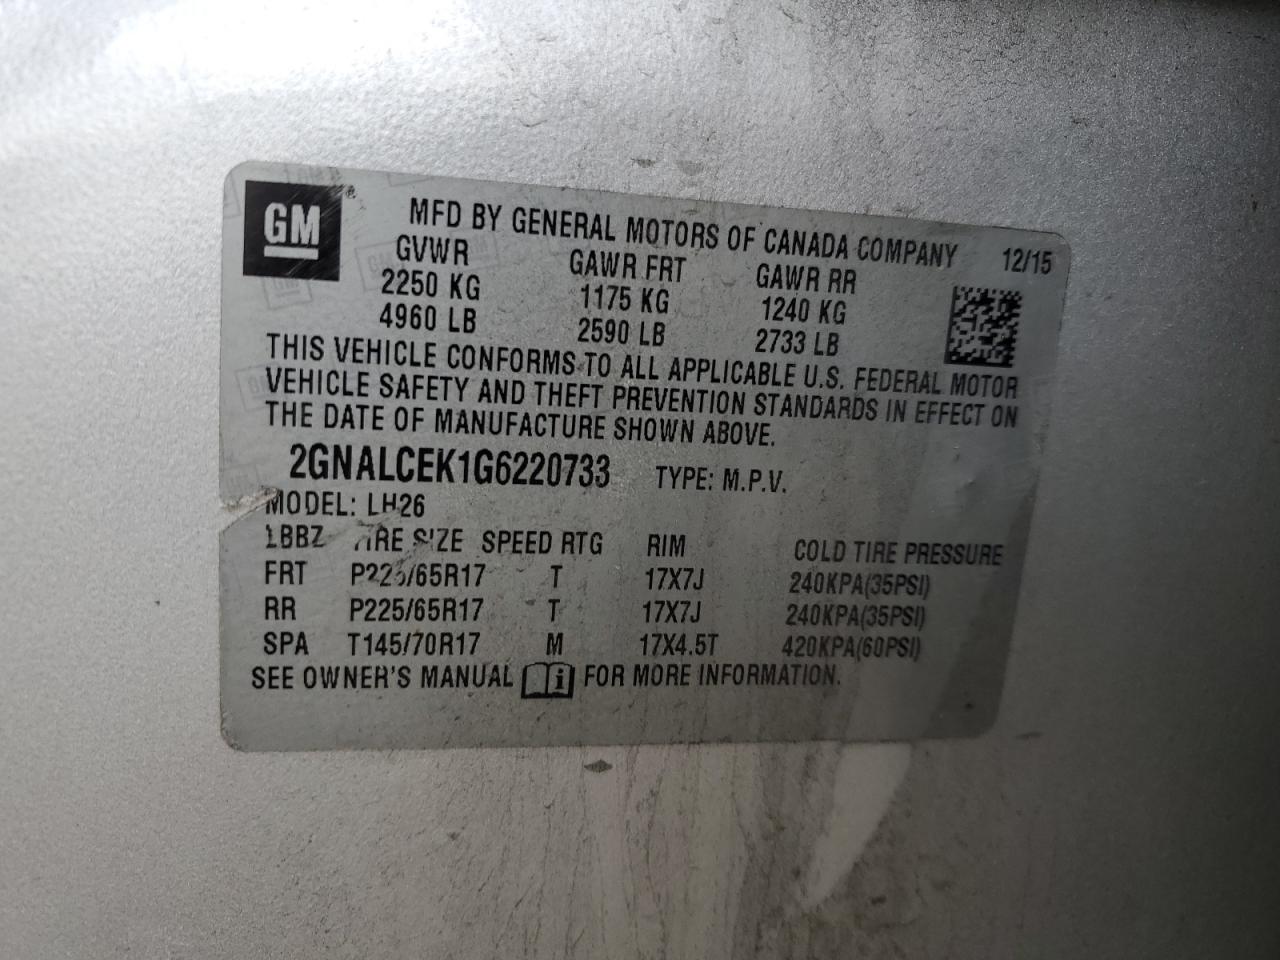 GM®
MFD BY GENERAL MOTORS OF CANADA COMPANY 12/15
GVWR GAWR FRT GAWR RR
2250 KG 1175 KG 1240 KG
4960 LB 2590 LB 2733 LB
THIS VEHICLE CONFORMS TO ALL APPLICABLE U.S. FEDERAL MOTOR
VEHICLE SAFETY AND THEFT PREVENTION STANDARDS IN EFFECT ON
THE DATE OF MANUFACTURE SHOWN ABOVE.
2GNALCEK1G6220733 TYPE: M.P.V.
MODEL: LH26
TIRE SIZE SPEED RTG RIM COLD TIRE PRESSURE
FRT P225/65R17 T 17X7J 240KPA(35PSI)
RR P225/65R17 T 17X7J 240KPA(35PSI)
SPA T145/70R17 M 17X4.5T 420KPA(60PSI)
SEE OWNER'S MANUAL i FOR MORE INFORMATION.